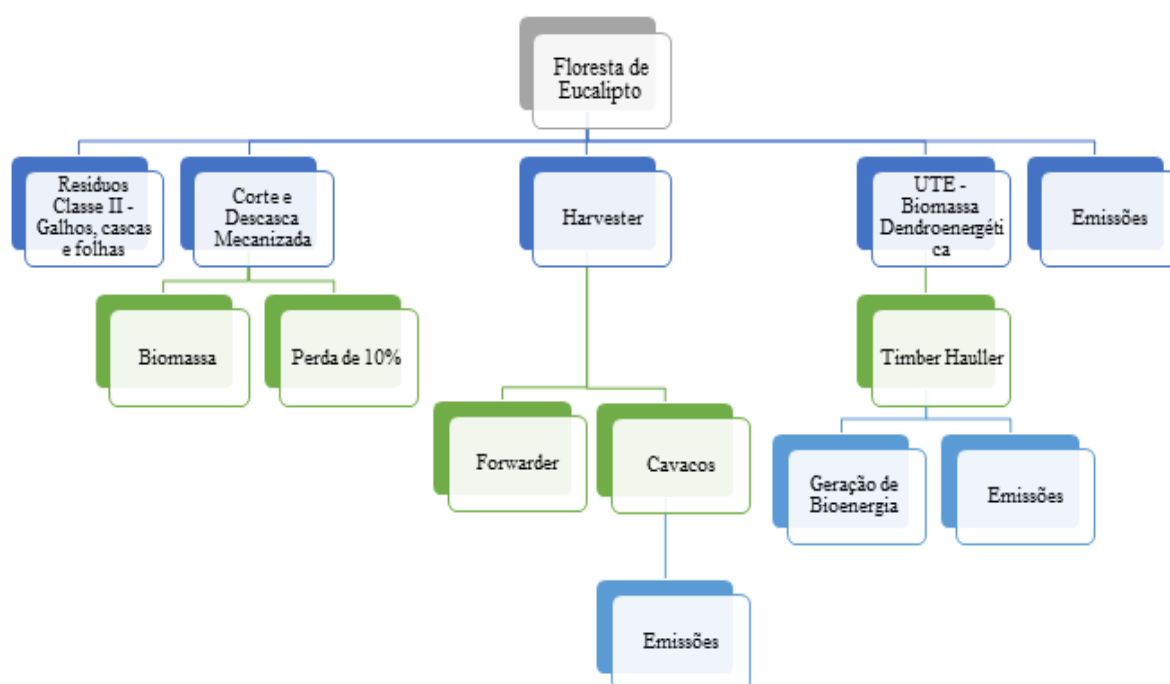 Floresta de
Eucalipto
Resíduos
Classe II -
Galhos, cascas
e folhas
Corte e
Descasca
Mecanizada
Harvester
UTE -
Biomassa
Dendroenergéti
ca
Emissões
Biomassa
Perda de 10%
Timber Hauller
Forwarder
Cavacos
Geração de
Bioenergia
Emissões
Emissões